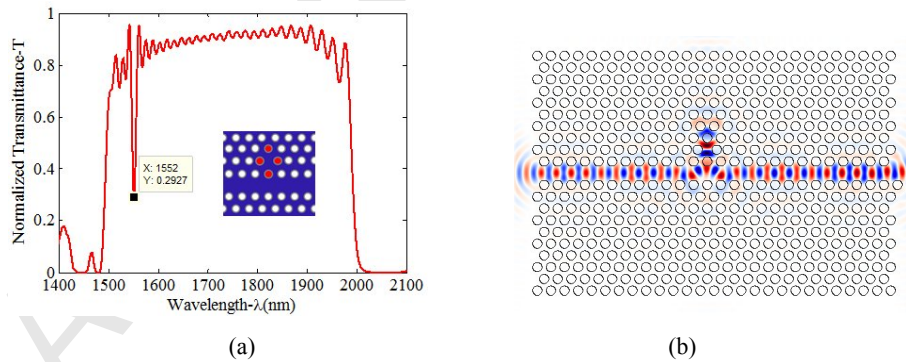 Normalized Transmittance-T
1
0.8
0.6
0.4
0.2
0
X: 1552
Y: 0.2927
1400 1500 1600 1700 1800 1900 2000 2100
Wavelength-λ(nm)
(a) (b)